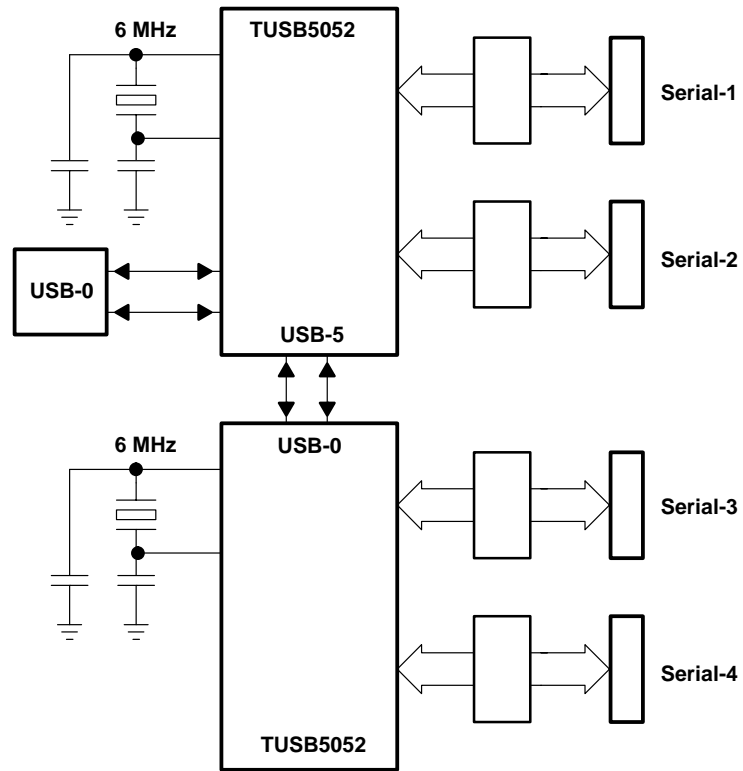 TUSB5052
6 MHz
Serial-1
Serial-2
USB-0
USB-5
6 MHz
USB-0
Serial-3
Serial-4
TUSB5052